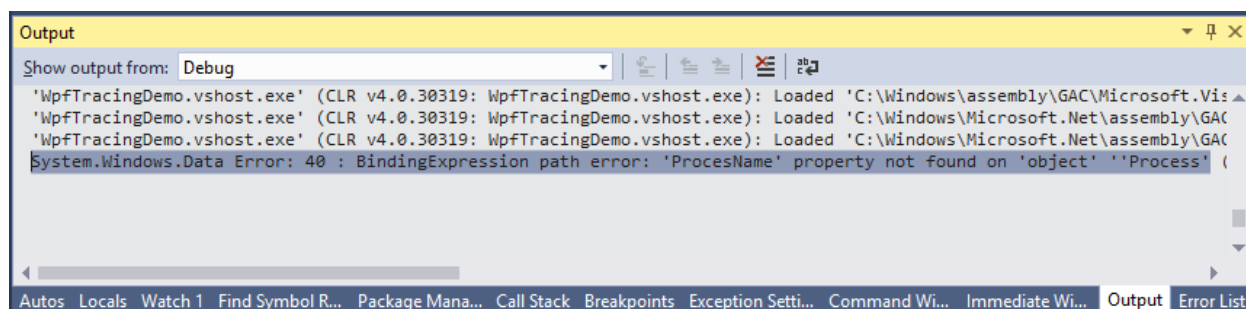 Output
Show output from: Debug
'WpfTracingDemo.vshost.exe' (CLR v4.0.30319: WpfTracingDemo.vshost.exe): Loaded 'C:\Windows\assembly\GAC\Microsoft.Vis
'WpfTracingDemo.vshost.exe' (CLR v4.0.30319: WpfTracingDemo.vshost.exe): Loaded 'C:\Windows\Microsoft.Net\assembly\GAC
'WpfTracingDemo.vshost.exe' (CLR v4.0.30319: WpfTracingDemo.vshost.exe): Loaded 'C:\Windows\Microsoft.Net\assembly\GAC
System.Windows.Data Error: 40 : BindingExpression path error: 'ProcesName' property not found on 'object' ''Process' (
Autos Locals Watch 1 Find Symbol R... Package Mana... Call Stack Breakpoints Exception Setti... Command Wi... Immediate Wi... Output Error List